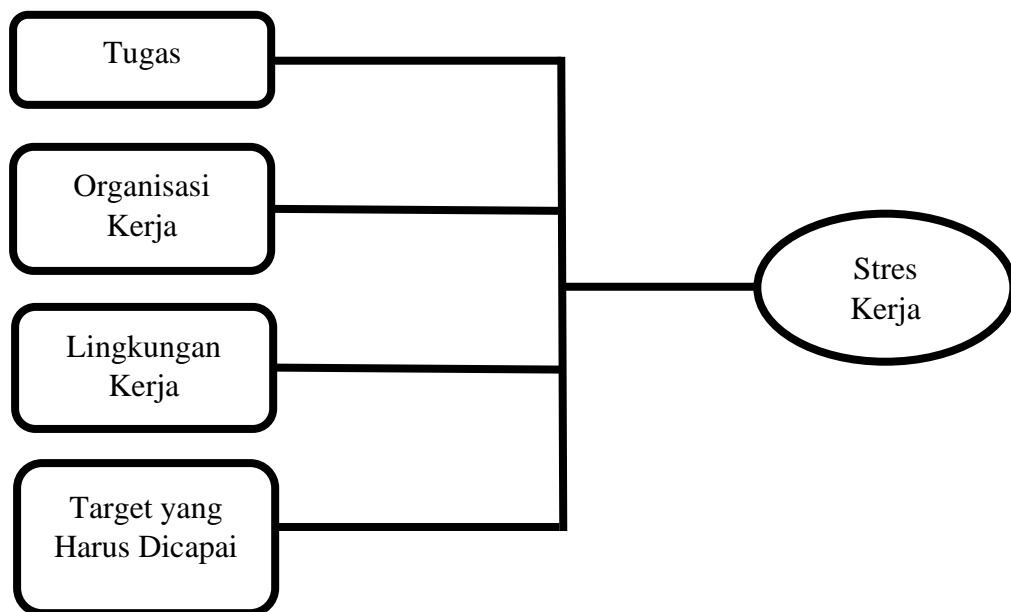 Tugas
Organisasi
Kerja
Lingkungan
Kerja
Target yang
Harus Dicapai
Stres
Kerja